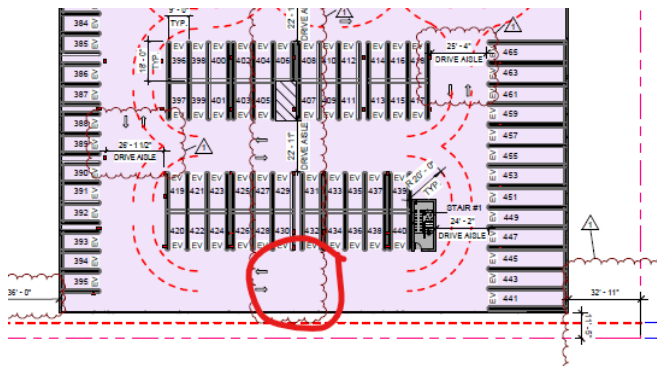 9' - 0"
TYP.
22' - 1
DRIVE A
1
1
384 EV
385 EV
386 EV
387 EV
388 EV
389 EV
390 EV
391 EV
392 EV
393 EV
394 EV
395 EV
18' - 0"
TYP.
EV EV EV EV EV EV EV EV EV EV EV
396 398 400 402 404 406 408 410 412 414 416
397 399 401 403 405 407 409 411 413 415
EV EV EV EV EV EV EV EV EV EV
25' - 4"
DRIVE AISLE
465
463
461
459
457
455
453
451
449
447
445
443
441
26' - 1 1/2"
DRIVE AISLE
1
22' - 11"
DRIVE AISLE
EV EV EV EV EV EV EV EV EV EV EV
419 421 423 425 427 429 431 433 435 437 439
420 422 424 426 428 430 432 434 436 438 440
EV EV EV EV EV EV EV EV EV EV EV
R 20' - 0"
TYP.
STAIR #1
24' - 2"
DRIVE AISLE
1
36' - 0"
32' - 11"